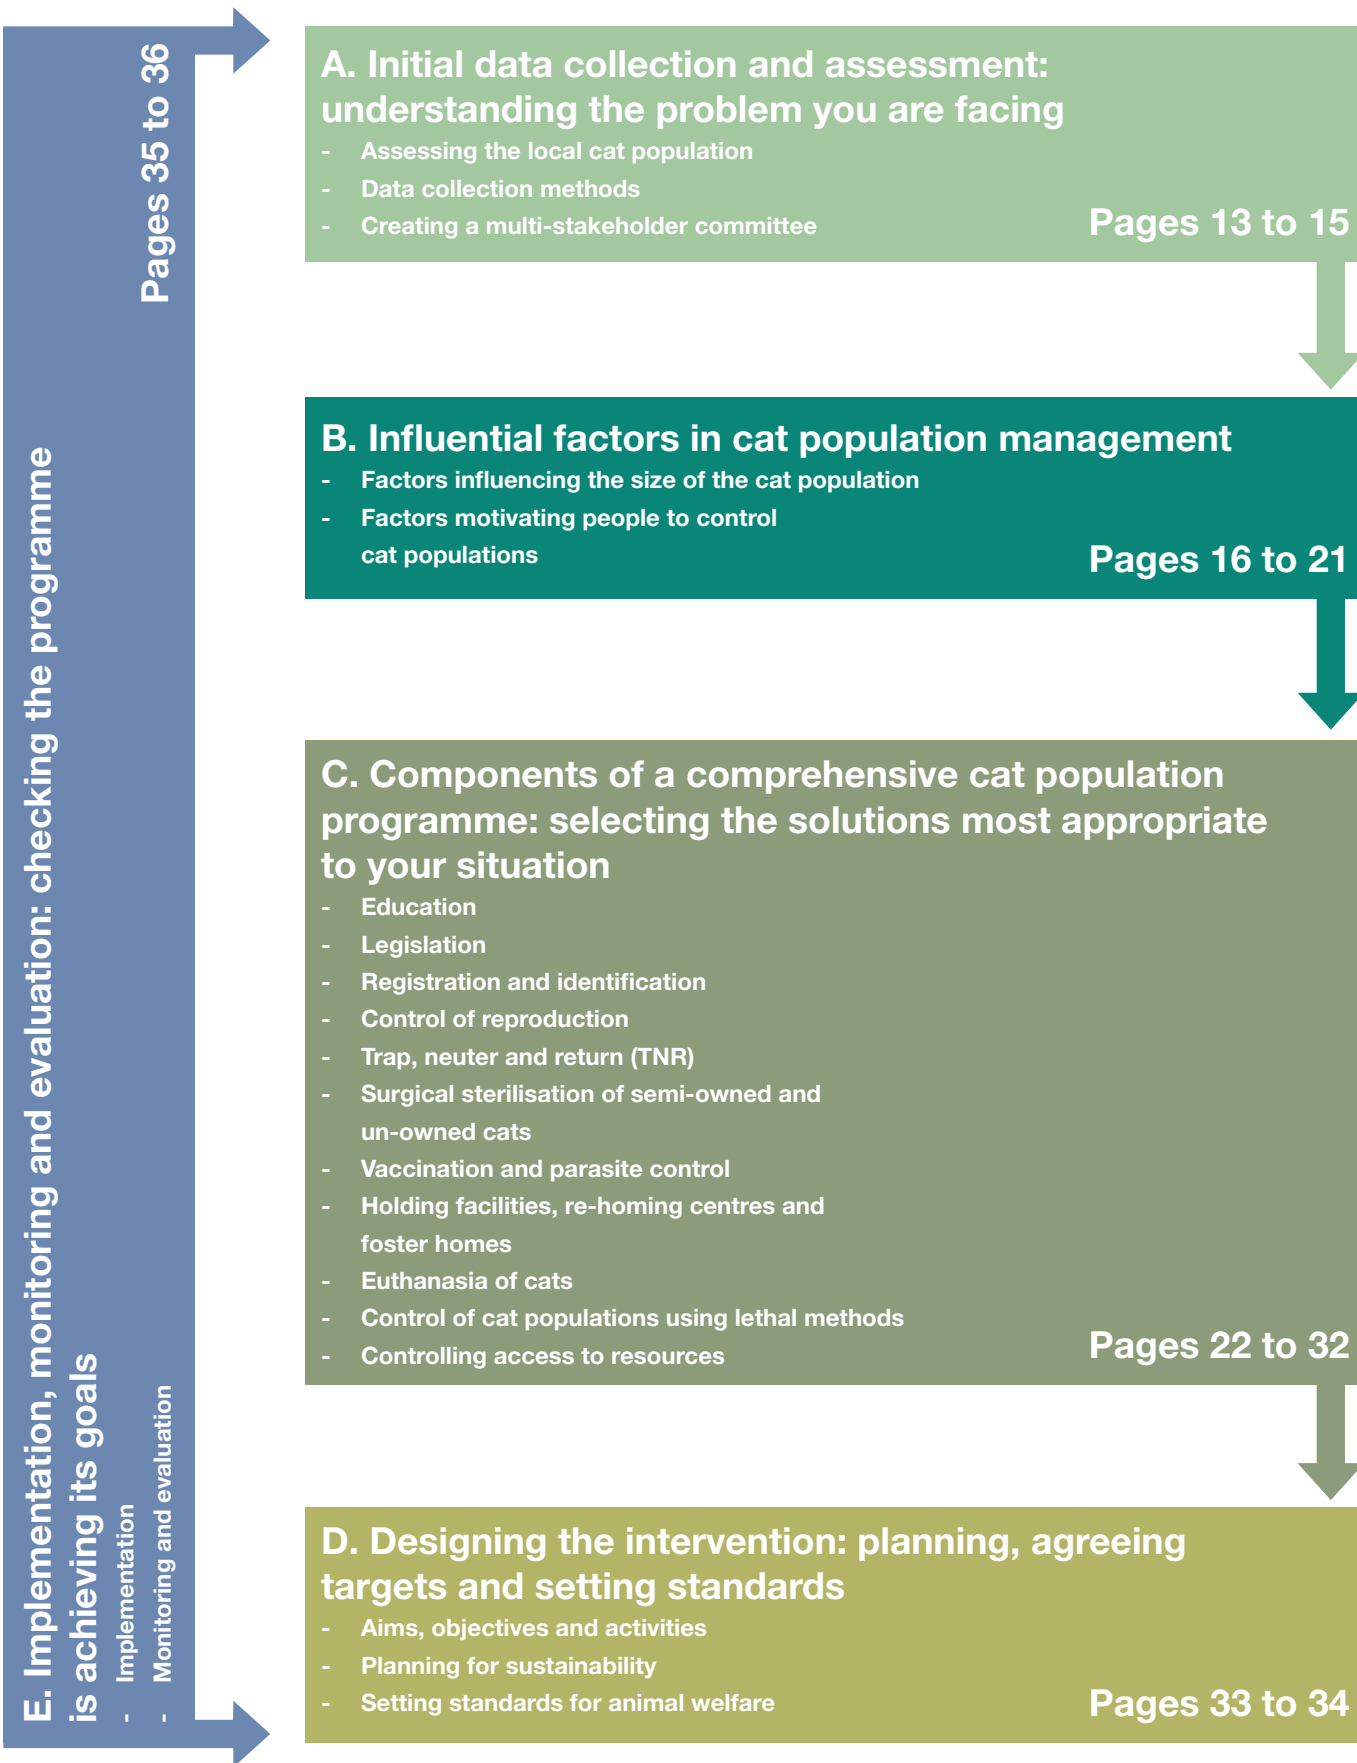 A. Initial data collection and assessment:
understanding the problem you are facing
- Assessing the local cat population
- Data collection methods
- Creating a multi-stakeholder committee
Pages 13 to 15
B. Influential factors in cat population management
- Factors influencing the size of the cat population
- Factors motivating people to control
cat populations
Pages 16 to 21
C. Components of a comprehensive cat population
programme: selecting the solutions most appropriate
to your situation
- Education
- Legislation
- Registration and identification
- Control of reproduction
- Trap, neuter and return (TNR)
- Surgical sterilisation of semi-owned and
un-owned cats
- Vaccination and parasite control
- Holding facilities, re-homing centres and
foster homes
- Euthanasia of cats
- Control of cat populations using lethal methods
- Controlling access to resources
Pages 22 to 32
D. Designing the intervention: planning, agreeing
targets and setting standards
- Aims, objectives and activities
- Planning for sustainability
- Setting standards for animal welfare
Pages 33 to 34
E. Implementation, monitoring and evaluation: checking the programme
is achieving its goals
- Implementation
- Monitoring and evaluation
Pages 35 to 36